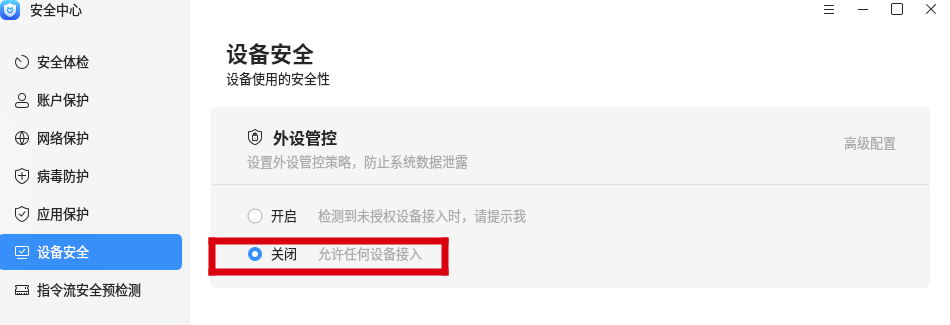 安全中心
安全体检
账户保护
网络保护
病毒防护
应用保护
设备安全
指令流安全预检测
设备安全
设备使用的安全性
外设管控
高级配置
设置外设管控策略，防止系统数据泄露
开启 检测到未授权设备接入时，请提示我
关闭 允许任何设备接入